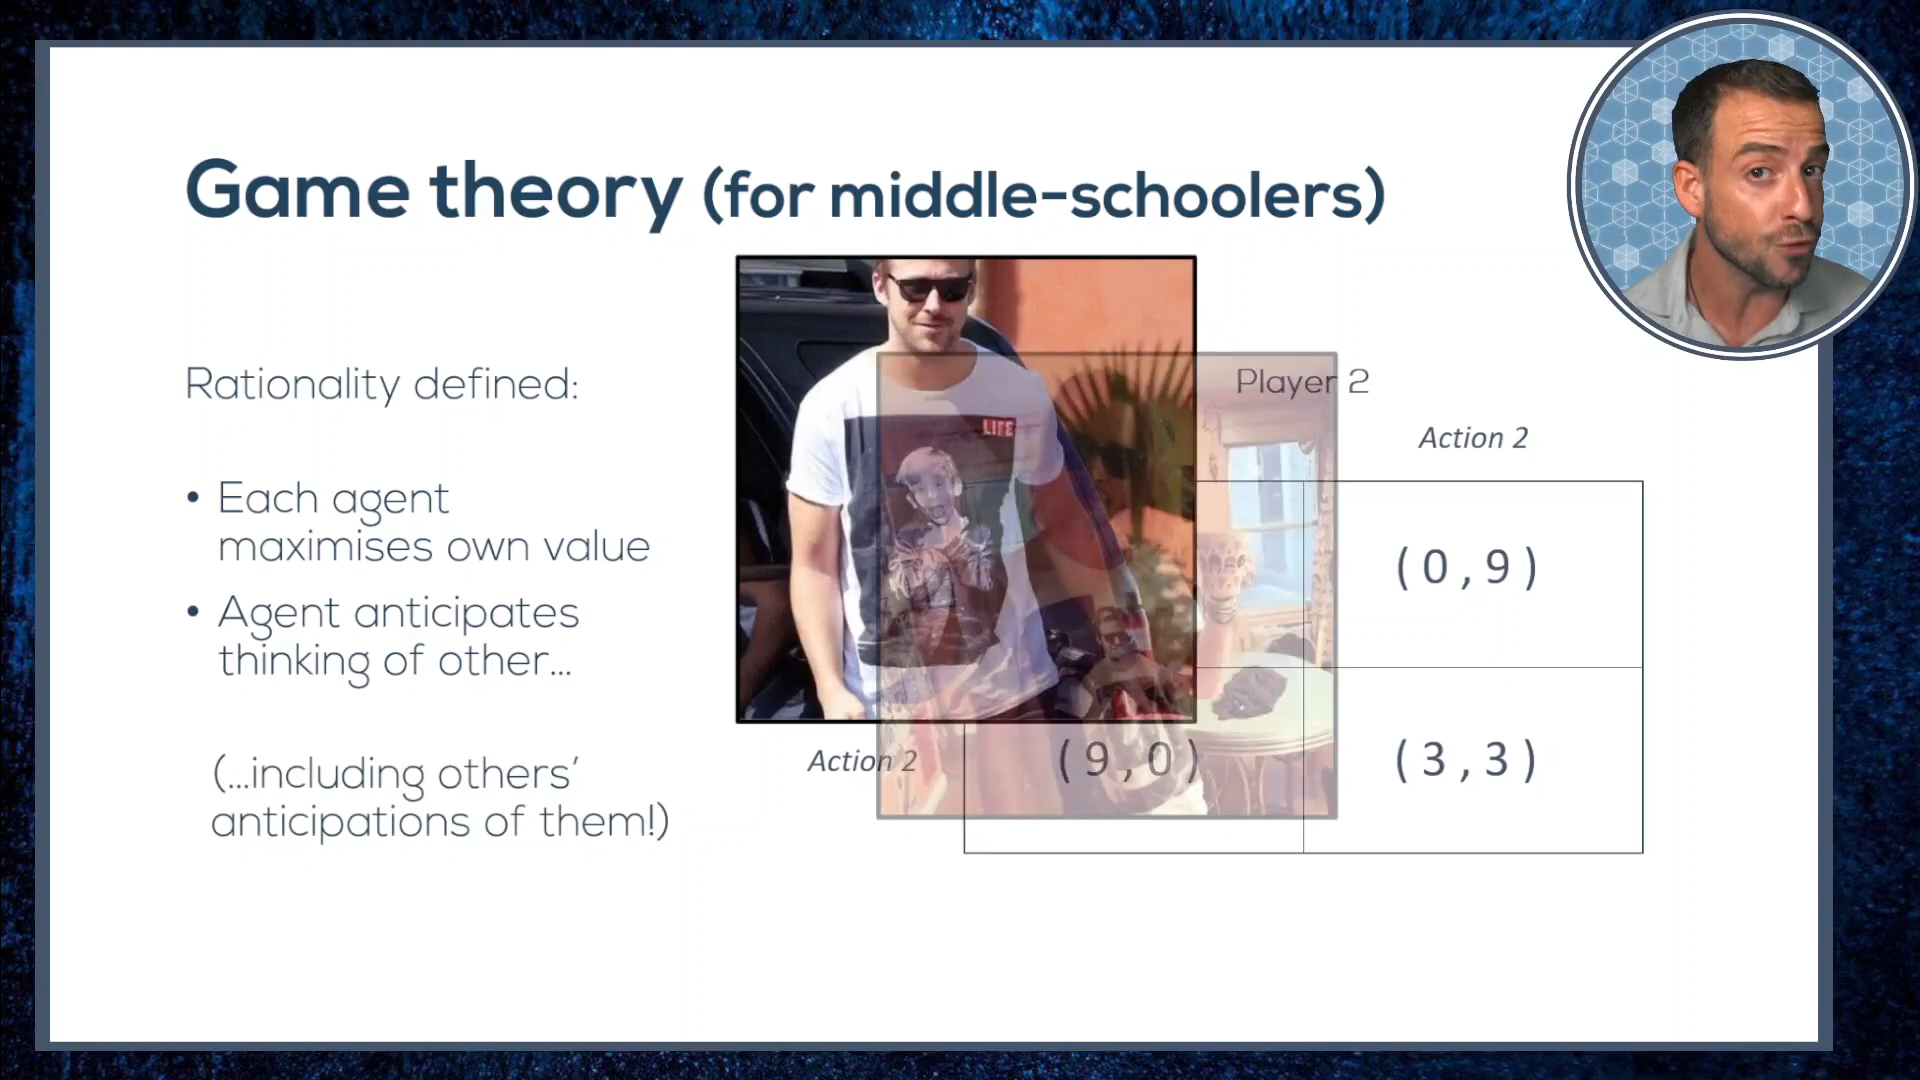 Game theory (for middle-schoolers)
Rationality defined:
• Each agent
maximises own value
• Agent anticipates
thinking of other...
(...including others’
anticipations of them!)
LIFE
Player 2
Action 2
(0,9)
Action 2
(9,0)
(3,3)